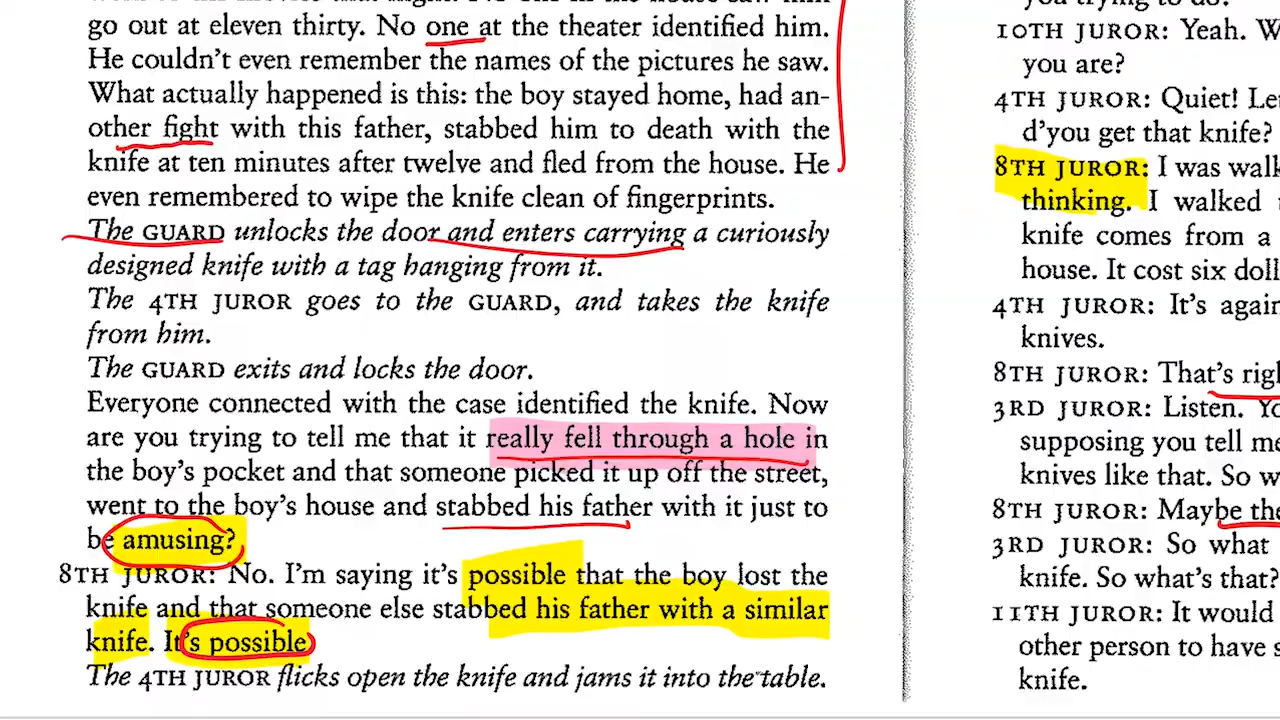 go out at eleven thirty. No one at the theater identified him.
He couldn't even remember the names of the pictures he saw.
What actually happened is this: the boy stayed home, had an-
other fight with this father, stabbed him to death with the
knife at ten minutes after twelve and fled from the house. He
even remembered to wipe the knife clean of fingerprints.
The GUARD unlocks the door and enters carrying a curiously
designed knife with a tag hanging from it.
The 4TH JUROR goes to the GUARD, and takes the knife
from him.
The GUARD exits and locks the door.
Everyone connected with the case identified the knife. Now
are you trying to tell me that it really fell through a hole in
the boy's pocket and that someone picked it up off the street,
went to the boy's house and stabbed his father with it just to
be amusing?
8TH JUROR: No. I'm saying it's possible that the boy lost the
knife and that someone else stabbed his father with a similar
knife. It's possible
The 4TH JUROR flicks open the knife and jams it into the table.
you trying to do?
10TH JUROR: Yeah. W
you are?
4TH JUROR: Quiet! Le
d'you get that knife?
8TH JUROR: I was walk
thinking. I walked
knife comes from a
house. It cost six doll
4TH JUROR: It's again
knives.
8TH JUROR: That's rig
3RD JUROR: Listen. Yo
supposing you tell me
knives like that. So w
8TH JUROR: Maybe the
3RD JUROR: So what
knife. So what's that?
11TH JUROR: It would
other person to have s
knife.